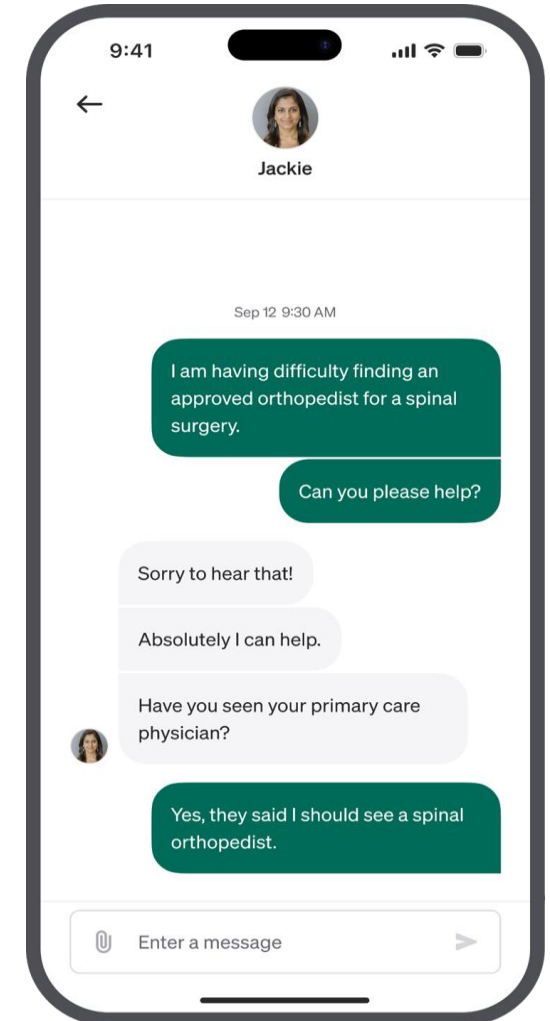 9:41
Jackie
Sep 12 9:30 AM
I am having difficulty finding an
approved orthopedist for a spinal
surgery.
Can you please help?
Sorry to hear that!
Absolutely I can help.
Have you seen your primary care
physician?
Yes, they said I should see a spinal
orthopedist.
Enter a message